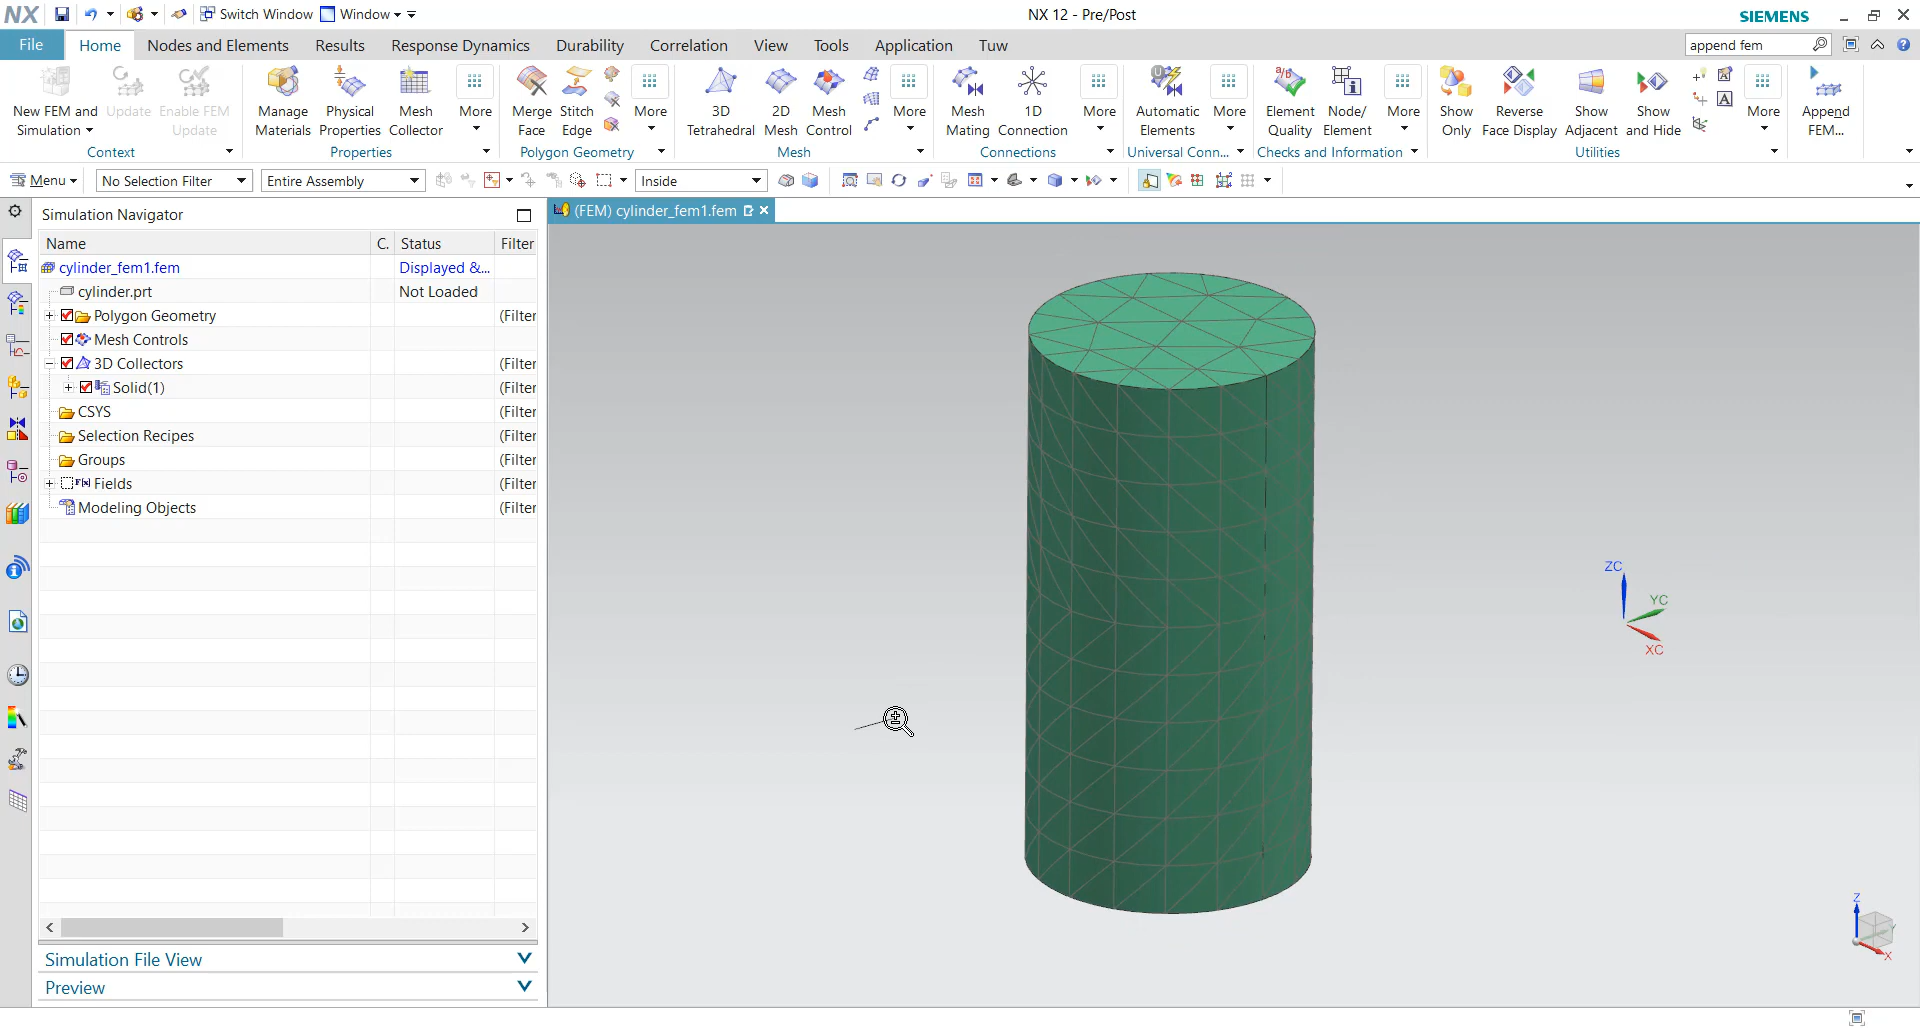 NX Switch Window Window NX 12 - Pre/Post SIEMENS
File Home Nodes and Elements Results Response Dynamics Durability Correlation View Tools Application Tuw append fem
New FEM and Simulation Update Enable FEM Update
Context
Manage Materials Physical Properties Mesh Collector More
Properties
Merge Face Stitch Edge More
Polygon Geometry
3D Tetrahedral 2D Mesh Mesh Control More
Mesh
Mesh Mating 1D Connection More
Connections
Automatic Elements More
Universal Conn...
Element Quality Node/ Element More
Checks and Information
Show Only Reverse Face Display Show Adjacent Show and Hide More
Utilities
Append FEM...
Menu No Selection Filter Entire Assembly Inside
Simulation Navigator
(FEM) cylinder_fem1.fem
Name C. Status Filter
cylinder_fem1.fem Displayed &...
cylinder.prt Not Loaded
Polygon Geometry (Filter
Mesh Controls
3D Collectors (Filter
Solid(1) (Filter
CSYS (Filter
Selection Recipes (Filter
Groups (Filter
Fields (Filter
Modeling Objects (Filter
Simulation File View
Preview
ZC
YC
XC
Z
Y
X